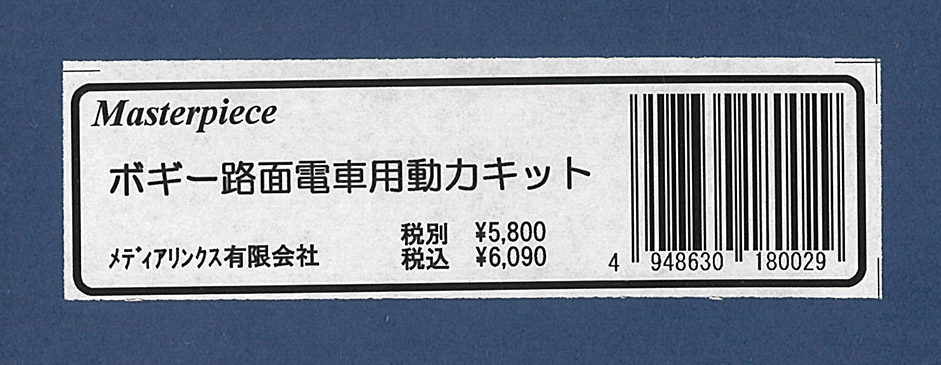 Masterpiece
ボギー路面電車用動力キット
税別 ¥5,800
メディアリンクス有限会社 税込 ¥6,090
4 948630 180029